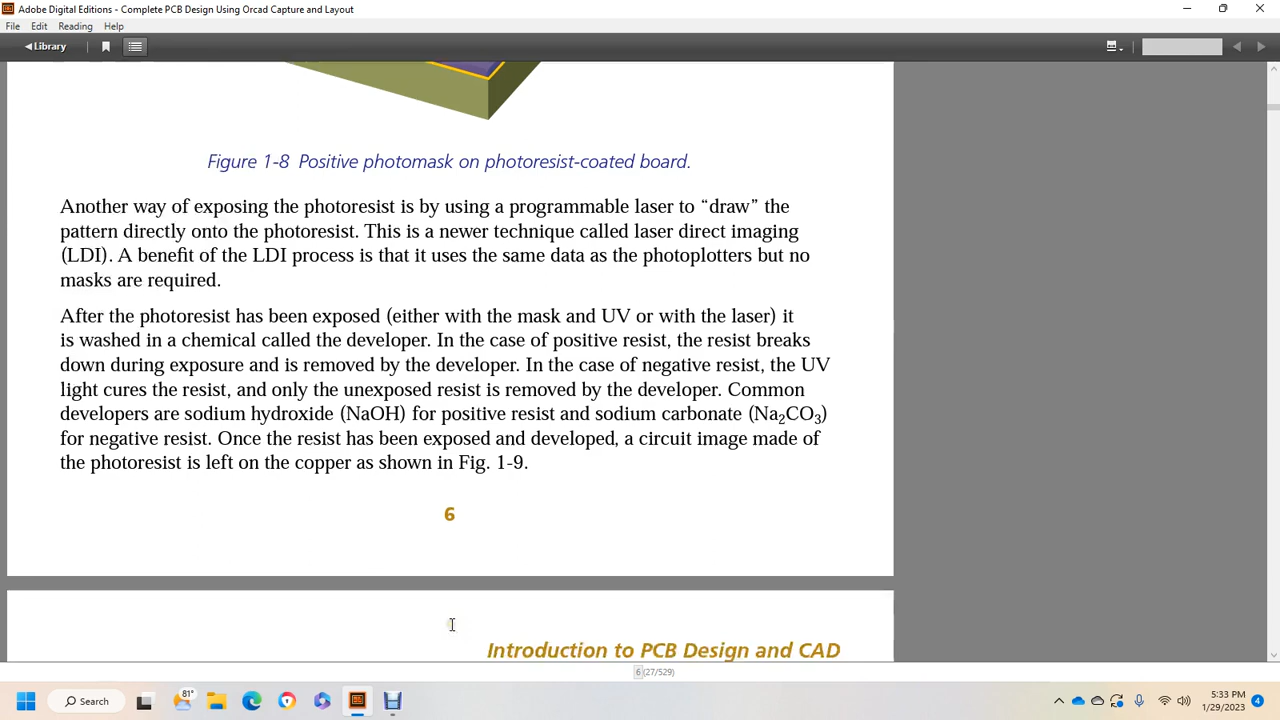 Adobe Digital Editions - Complete PCB Design Using Orcad Capture and Layout
File Edit Reading Help
Library
Figure 1-8 Positive photomask on photoresist-coated board.
Another way of exposing the photoresist is by using a programmable laser to “draw” the
pattern directly onto the photoresist. This is a newer technique called laser direct imaging
(LDI). A benefit of the LDI process is that it uses the same data as the photoplotters but no
masks are required.
After the photoresist has been exposed (either with the mask and UV or with the laser) it
is washed in a chemical called the developer. In the case of positive resist, the resist breaks
down during exposure and is removed by the developer. In the case of negative resist, the UV
light cures the resist, and only the unexposed resist is removed by the developer. Common
developers are sodium hydroxide (NaOH) for positive resist and sodium carbonate (Na₂CO₃)
for negative resist. Once the resist has been exposed and developed, a circuit image made of
the photoresist is left on the copper as shown in Fig. 1-9.
6
Introduction to PCB Design and CAD
6 (27/529)
Search
81°
5:33 PM
1/29/2023
4